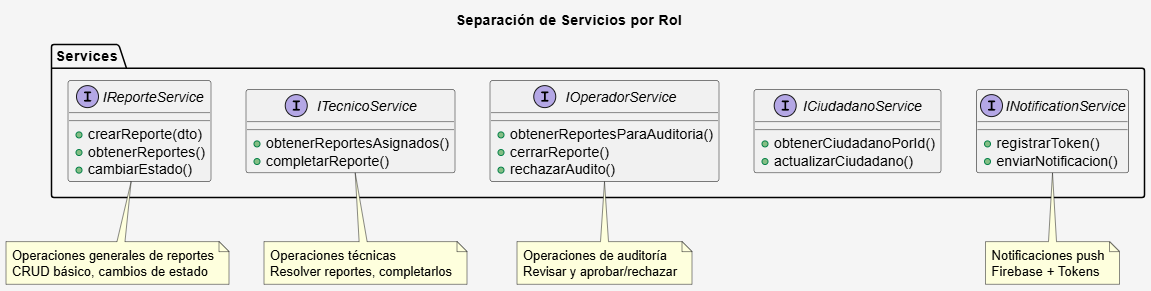 Separación de Servicios por Rol
Services
I IReporteService
crearReporte(dto)
obtenerReportes()
cambiarEstado()
I ITecnicoService
obtenerReportesAsignados()
completarReporte()
I IOperadorService
obtenerReportesParaAuditoria()
cerrarReporte()
rechazarAudito()
I ICiudadanoService
obtenerCiudadanoPorId()
actualizarCiudadano()
I INotificationService
registrarToken()
enviarNotificacion()
Operaciones generales de reportes
CRUD básico, cambios de estado
Operaciones técnicas
Resolver reportes, completarlos
Operaciones de auditoría
Revisar y aprobar/rechazar
Notificaciones push
Firebase + Tokens